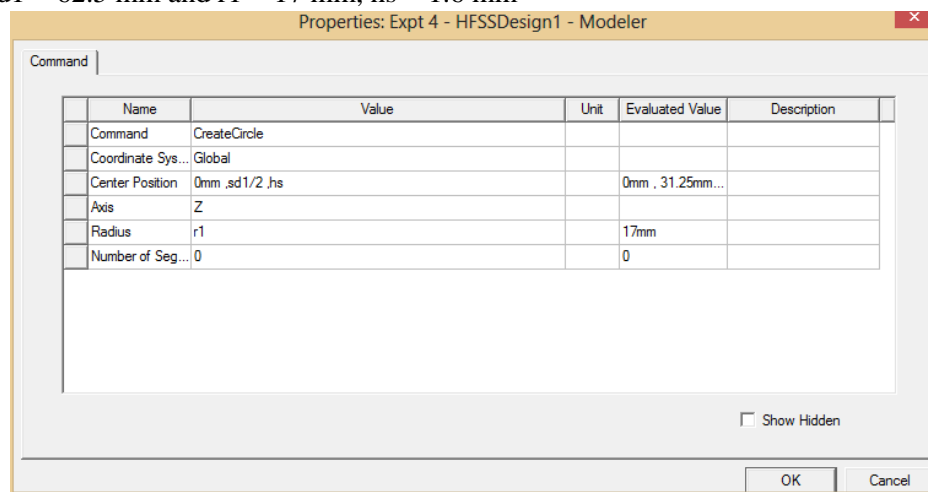 Properties: Expt 4 - HFSSDesign1 - Modeler
Command
Name Value Unit Evaluated Value Description
Command CreateCircle
Coordinate Sys... Global
Center Position 0mm ,sd1/2 ,hs 0mm , 31.25mm...
Axis Z
Radius r1 17mm
Number of Seg... 0 0
Show Hidden
OK Cancel